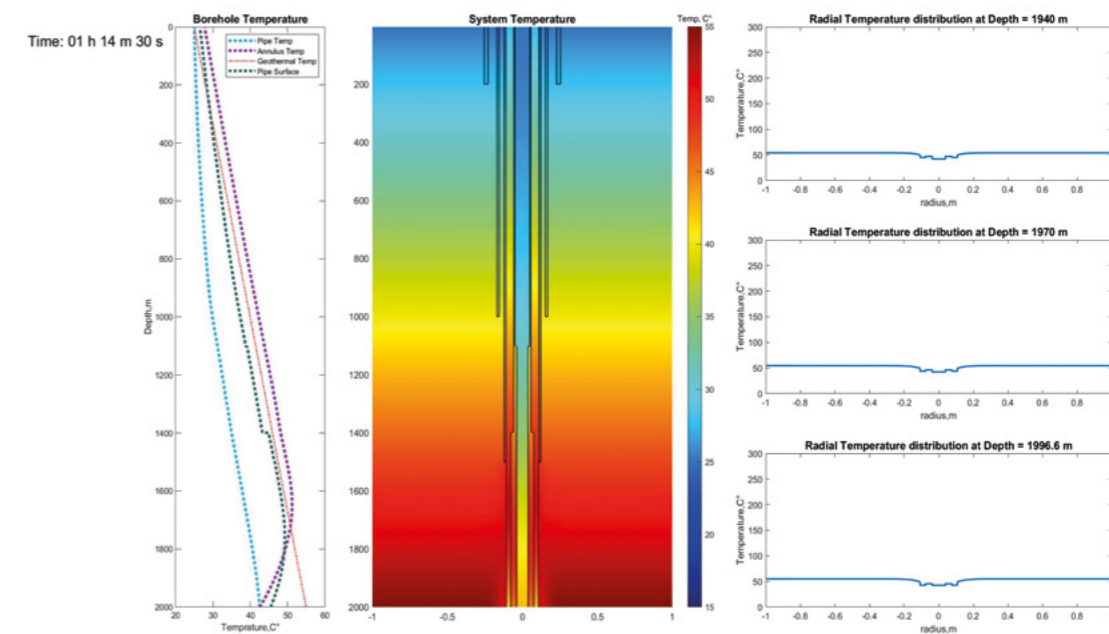 Time: 01 h 14 m 30 s
Borehole Temperature
Pipe Temp
Annulus Temp
Geothermal Temp
Pipe Surface
0
200
400
600
800
1000
1200
1400
1600
1800
2000
Depth,m
20 30 40 50 60
Temprature,C°
System Temperature
200
400
600
800
1000
1200
1400
1600
1800
2000
-1 -0.5 0 0.5 1
Temp. C°
55
50
45
40
35
30
25
20
15
Radial Temperature distribution at Depth = 1940 m
300
250
200
150
100
50
0
Temperature,C°
-1 -0.8 -0.6 -0.4 -0.2 0 0.2 0.4 0.6 0.8 1
radius,m
Radial Temperature distribution at Depth = 1970 m
300
250
200
150
100
50
0
Temperature,C°
-1 -0.8 -0.6 -0.4 -0.2 0 0.2 0.4 0.6 0.8 1
radius,m
Radial Temperature distribution at Depth = 1996.6 m
300
250
200
150
100
50
0
Temperature,C°
-1 -0.8 -0.6 -0.4 -0.2 0 0.2 0.4 0.6 0.8 1
radius,m